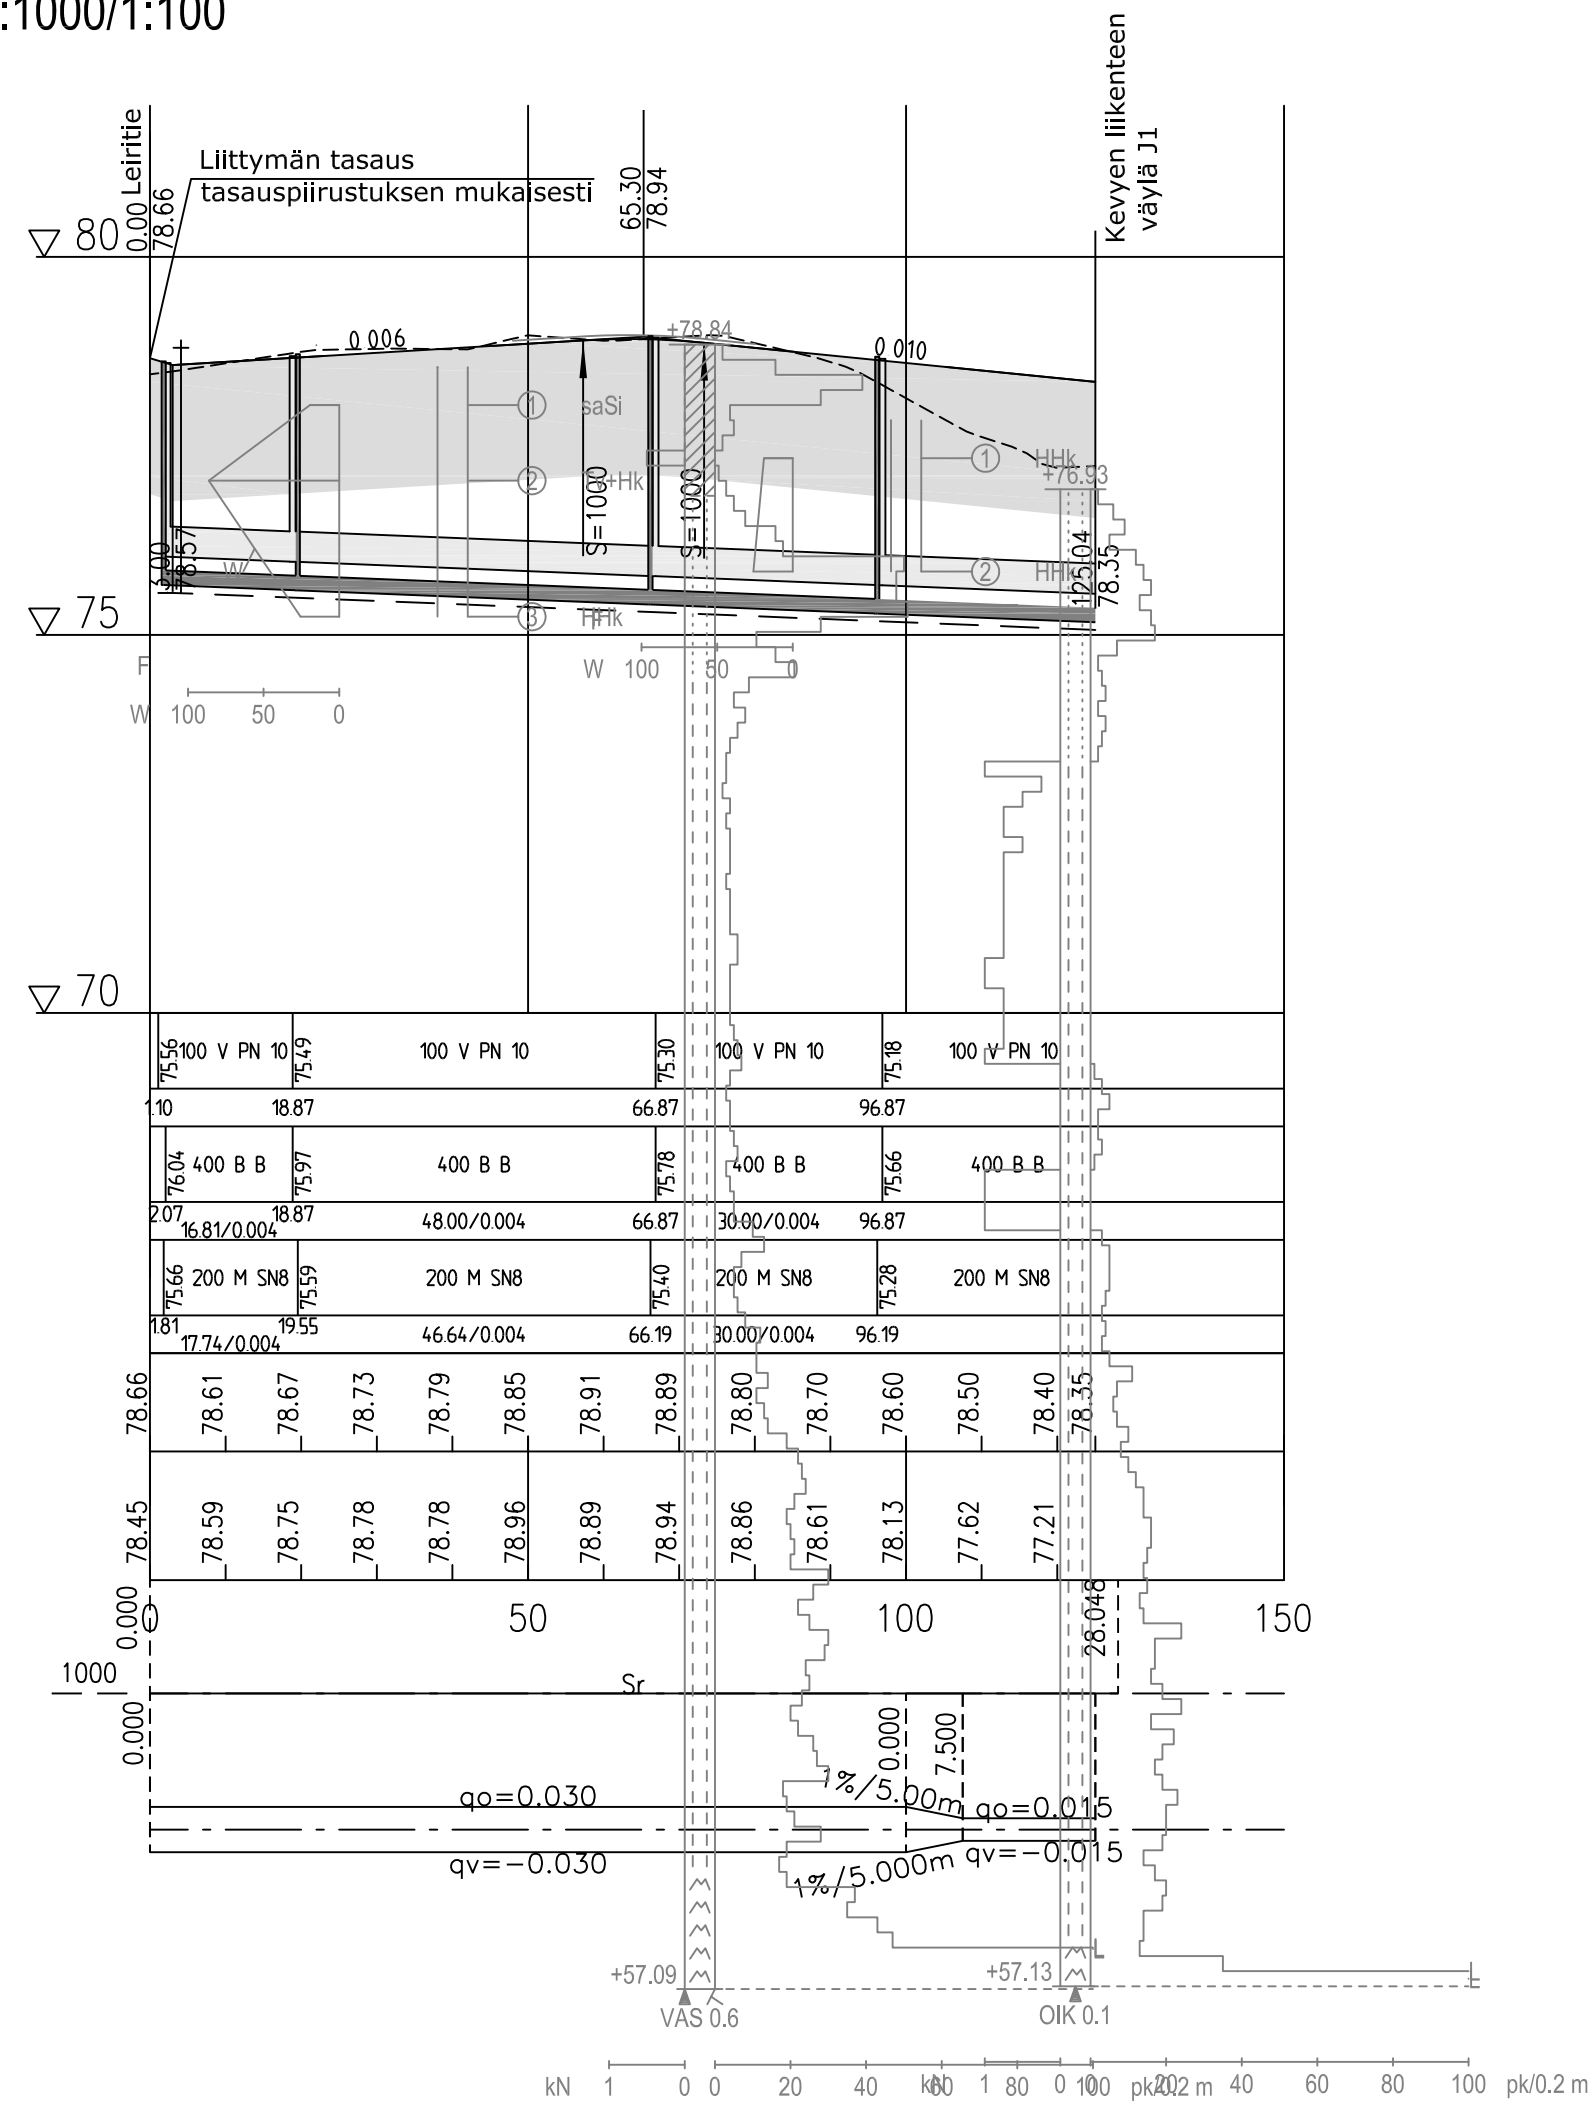 :1000/1:100
0.00 Leiritie
78.66
Liittymän tasaus
tasauspiirustuksen mukaisesti
65.30
78.94
Kevyen liikenteen
väylä J1
80
0.006
+78.84
0.010
1 saSi
2 Tv+Hk
3 HHk
1 HHk
+76.93
2 HHk
S=1000
S=1000
78.57
W
125.04
78.35
75
F
W 100 50 0
W 100 50 0
70
75.56 100 V PN 10 75.49 100 V PN 10 75.30 100 V PN 10 75.18 100 V PN 10
1.10 18.87 66.87 96.87
76.04 400 B B 75.97 400 B B 75.78 400 B B 75.66 400 B B
2.07 16.81/0.004 18.87 48.00/0.004 66.87 30.00/0.004 96.87
75.66 200 M SN8 75.59 200 M SN8 75.40 200 M SN8 75.28 200 M SN8
1.81 17.74/0.004 19.55 46.64/0.004 66.19 30.00/0.004 96.19
78.66 78.61 78.67 78.73 78.79 78.85 78.91 78.89 78.80 78.70 78.60 78.50 78.40 78.35
78.45 78.59 78.75 78.78 78.78 78.96 78.89 78.94 78.86 78.61 78.13 77.62 77.21
0 50 100 150
0.000
28.048
1000
Sr
0.000
0.000
7.500
qo=0.030
1%/5.00m
qo=0.015
qv=-0.030
1%/5.000m
qv=-0.015
+57.09
+57.13
VAS 0.6
OIK 0.1
kN 1 0 0 20 40 60 80 100 pk/0.2 m
kN 1 0 0 20 40 60 80 100 pk/0.2 m